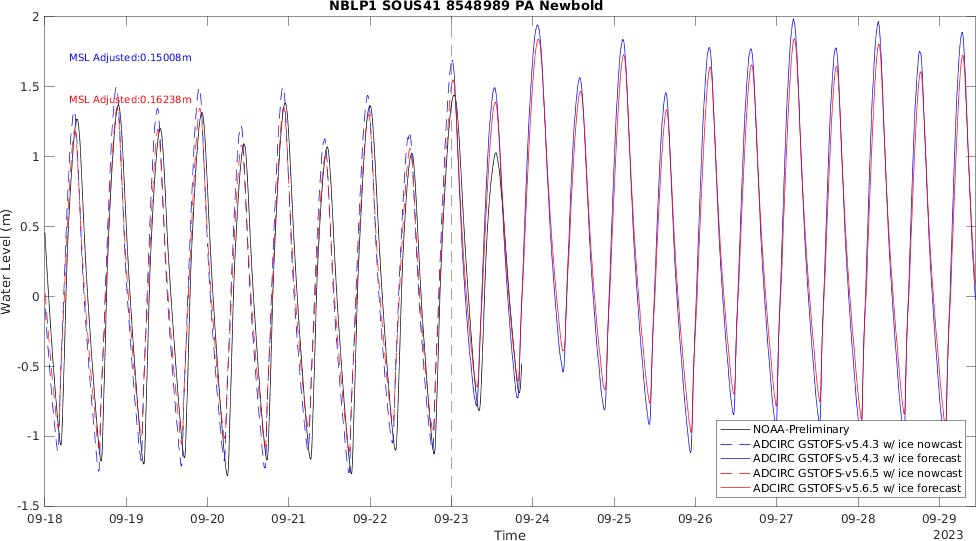 NBLP1 SOUS41 8548989 PA Newbold
MSL Adjusted:0.15008m
MSL Adjusted:0.16238m
Water Level (m)
2
1.5
1
0.5
0
-0.5
-1
-1.5
NOAA-Preliminary
ADCIRC GSTOFS-v5.4.3 w/ ice nowcast
ADCIRC GSTOFS-v5.4.3 w/ ice forecast
ADCIRC GSTOFS-v5.6.5 w/ ice nowcast
ADCIRC GSTOFS-v5.6.5 w/ ice forecast
09-18 09-19 09-20 09-21 09-22 09-23 09-24 09-25 09-26 09-27 09-28 09-29
Time
2023